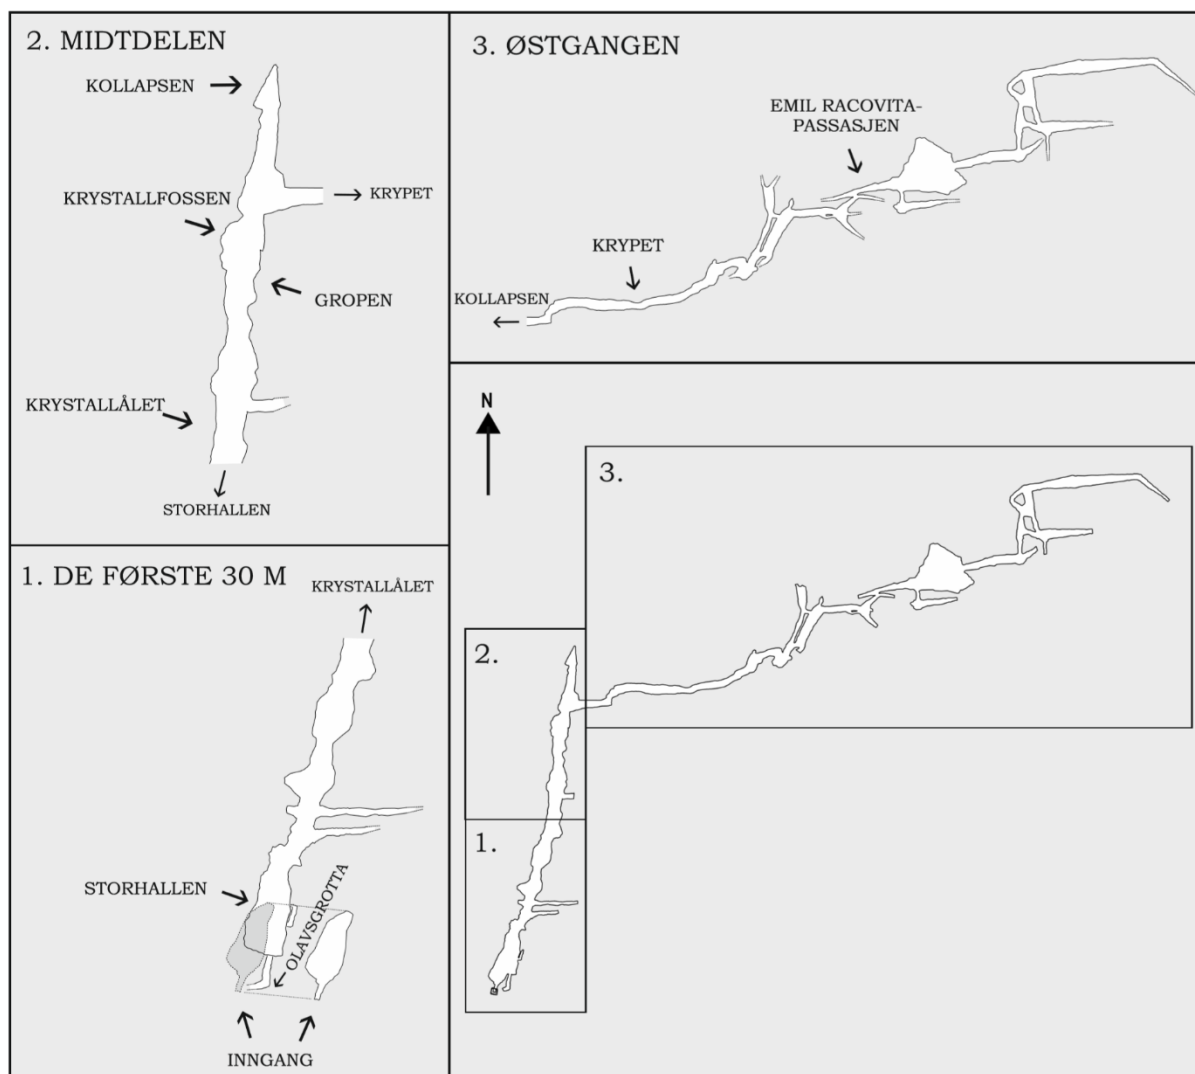 2. MIDTDELEN
KOLLAPSEN
KRYSTALLFOSSEN
KRYPET
GROPEN
KRYSTALLÅLET
STORHALLEN
3. ØSTGANGEN
EMIL RACOVITA-
PASSASJEN
KRYPET
KOLLAPSEN
1. DE FØRSTE 30 M
KRYSTALLÅLET
STORHALLEN
OLAVSGROTTA
INNGANG
N
3.
2.
1.